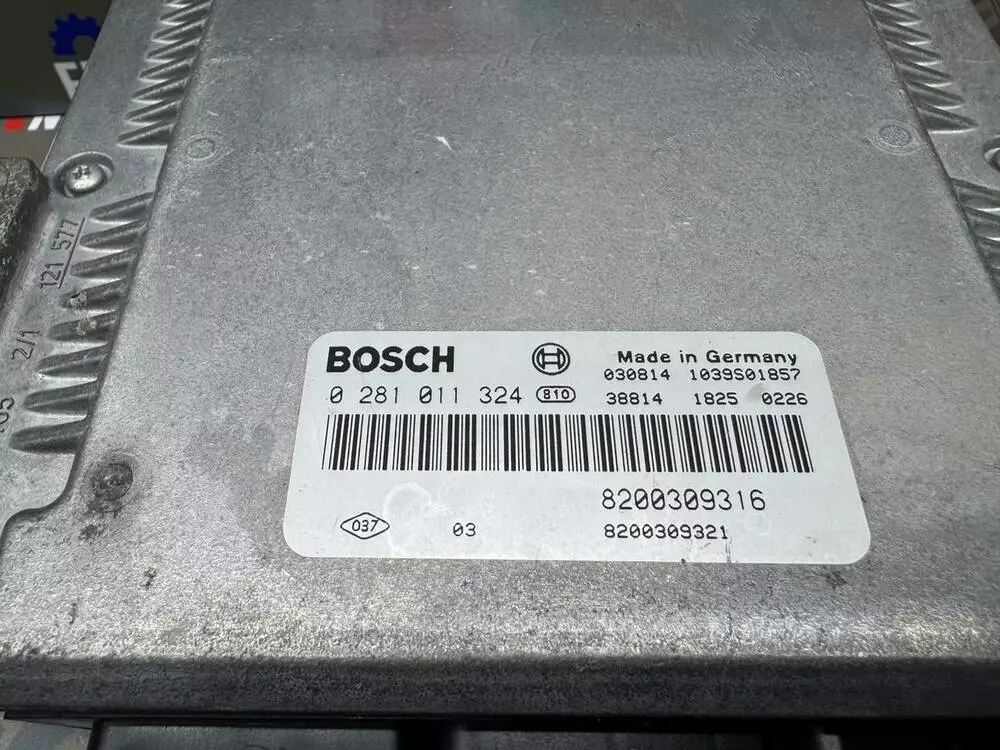 BOSCH
Made in Germany
030814 1039S01857
0 281 011 324 810
38814 1825 0226
8200309316
037 03 8200309321
121 577
2/1